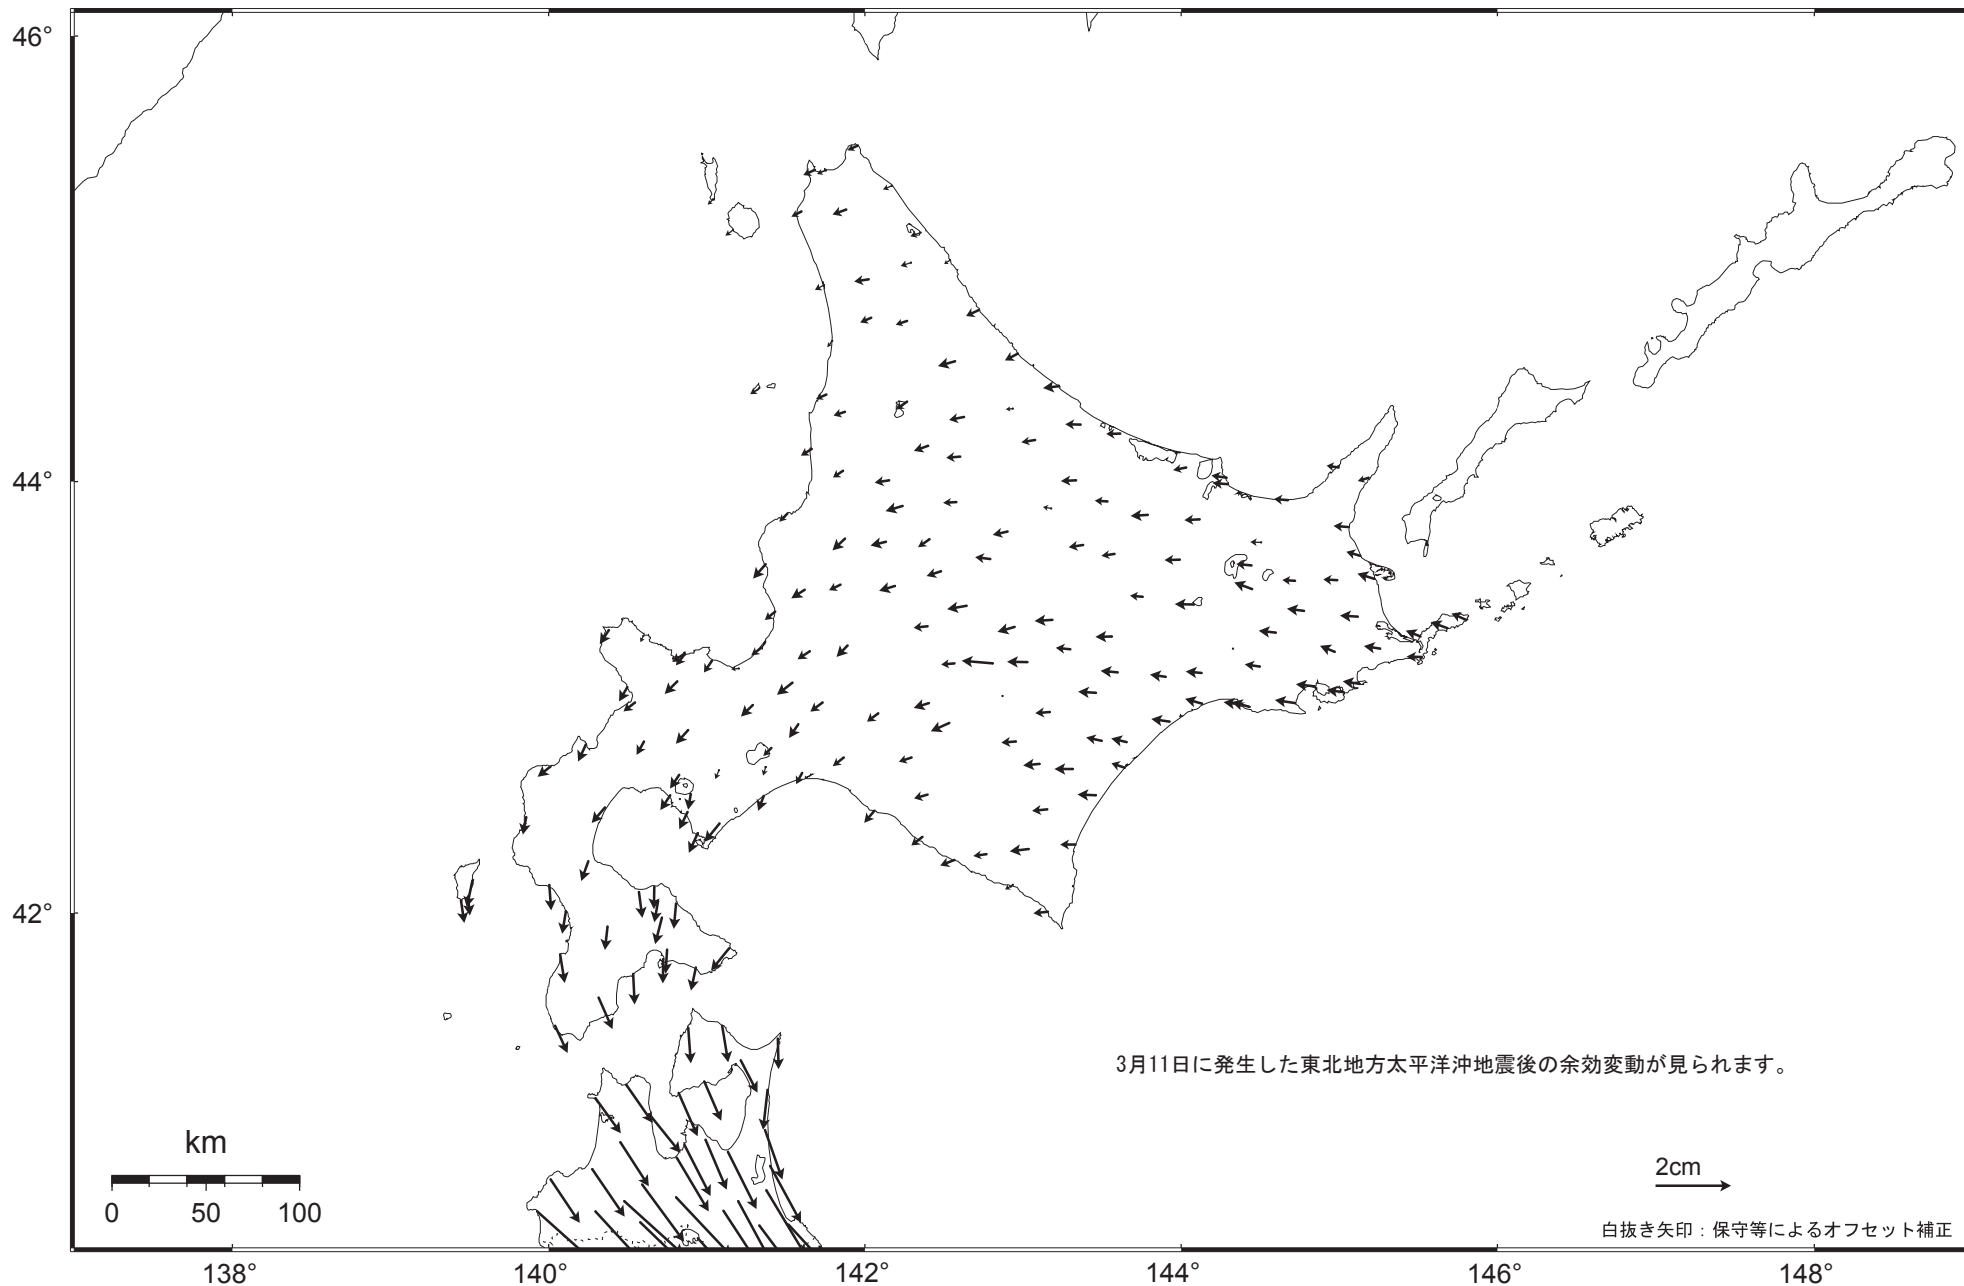 46°
44°
42°
3月11日に発生した東北地方太平洋沖地震後の余効変動が見られます。
km
0 50 100
2cm
白抜き矢印：保守等によるオフセット補正
138° 140° 142° 144° 146° 148°